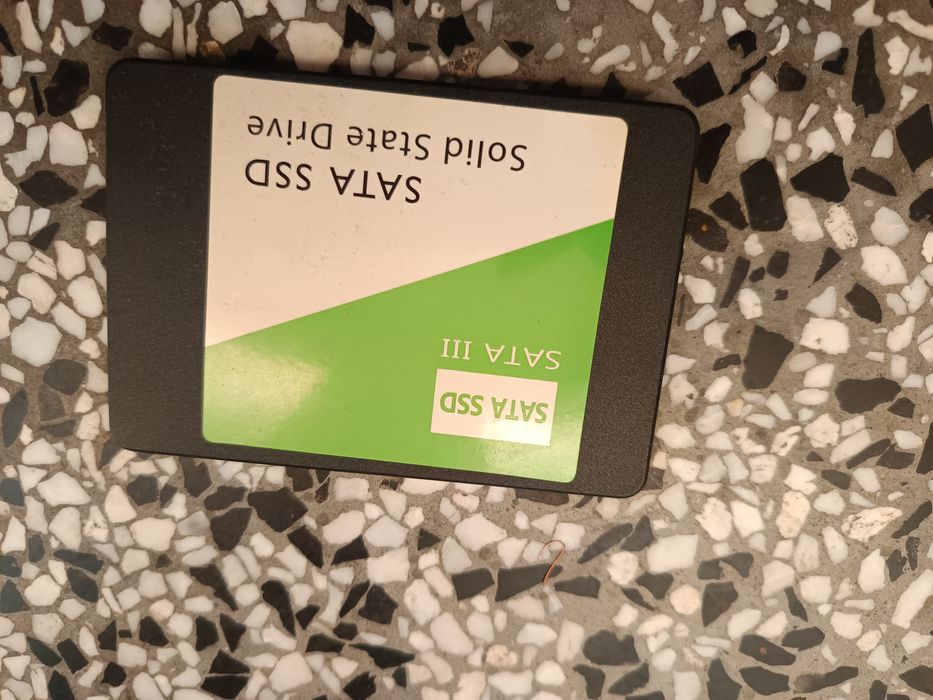 SATA SSD
SATA III
SATA SSD
Solid State Drive